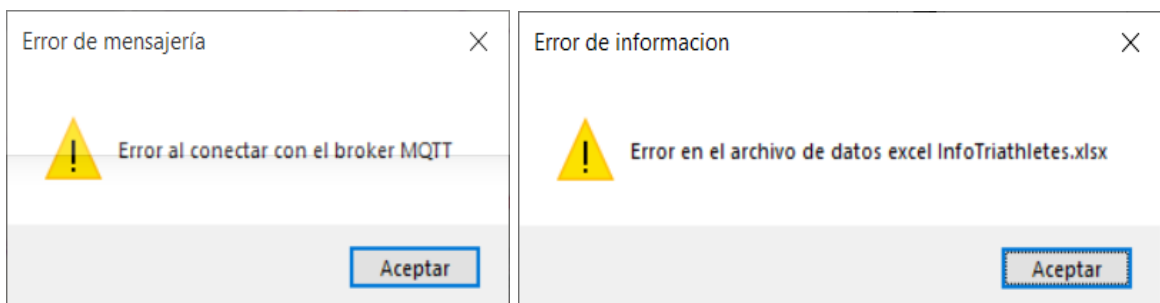 Error de mensajería
Error al conectar con el broker MQTT
Aceptar
Error de informacion
Error en el archivo de datos excel InfoTriathletes.xlsx
Aceptar